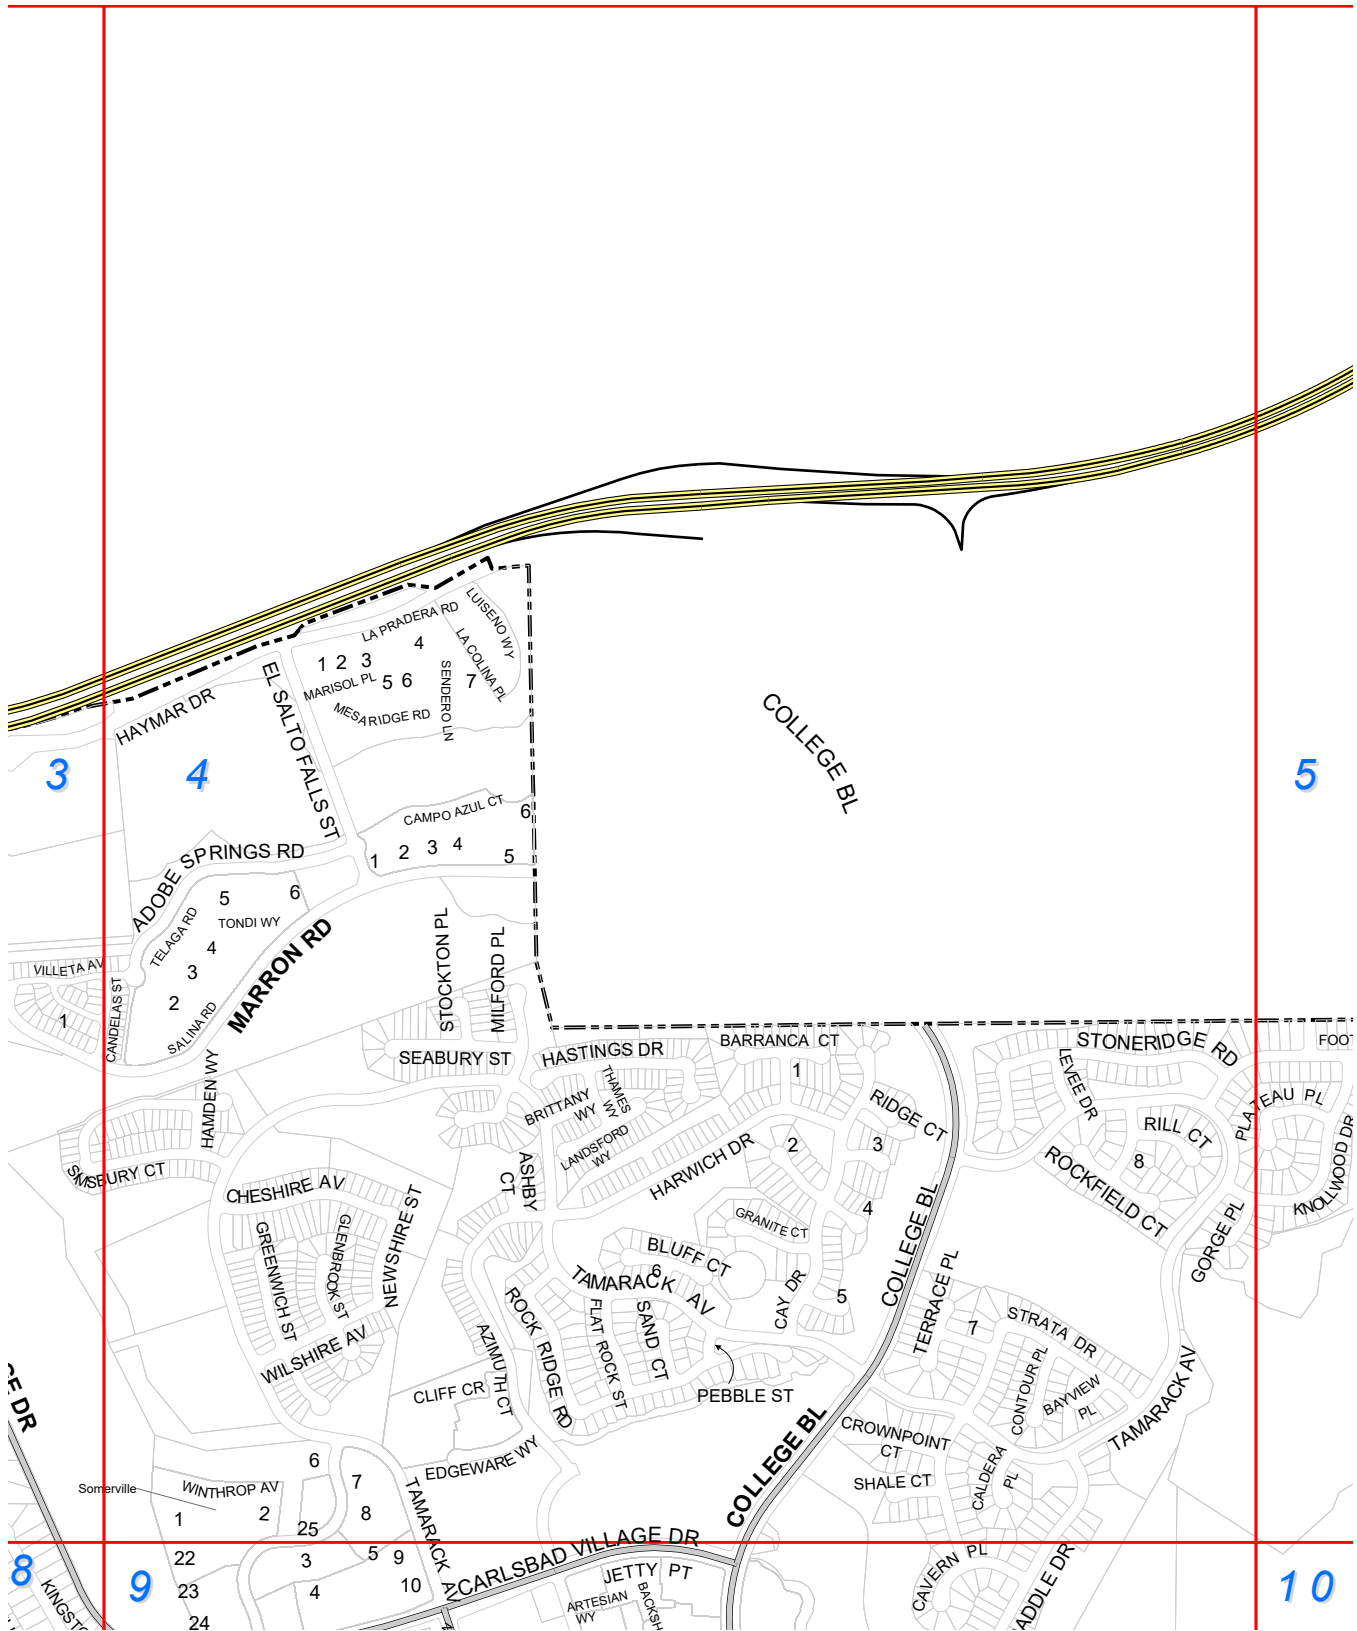 LUISENO WY
LA PRADERA RD
LA COLINA PL
4
1 2 3
5 6
7
MARISOL PL
SENDERO LN
MESA RIDGE RD
EL SALTO FALLS ST
HAYMAR DR
COLLEGE BL
3
4
5
CAMPO AZUL CT
6
1 2 3 4
5
ADOBE SPRINGS RD
5
6
TONDI WY
TELAGA RD
4
3
2
SALINA RD
MARRON RD
STOCKTON PL
MILFORD PL
VILLETA AV
CANDELAS ST
1
SEABURY ST
HASTINGS DR
BARRANCA CT
1
STONERIDGE RD
FOOT
LEVEE DR
HAMDEN WY
THAMES WY
BRITTANY WY
LANDSFORD WY
RIDGE CT
PLATEAU PL
RILL CT
2
3
8
ROCKFIELD CT
KNOLLWOOD DR
SIMSBURY CT
CHESHIRE AV
ASHBY CT
HARWICH DR
4
GRANITE CT
COLLEGE BL
GORGE PL
GREENWICH ST
GLENBROOK ST
NEWSHIRE ST
BLUFF CT
6
TAMARACK AV
CAY DR
5
TERRACE PL
7
STRATA DR
ROCK RIDGE RD
FLAT ROCK ST
SAND CT
WILSHIRE AV
AZIMUTH CT
CLIFF CR
PEBBLE ST
CONTOUR PL
BAYVIEW PL
TAMARACK AV
CE DR
COLLEGE BL
CROWNPOINT CT
EDGEWARE WY
SHALE CT
CALDERA PL
6
7
Somerville
WINTHROP AV
1
2
8
25
TAMARACK AV
CARLSBAD VILLAGE DR
22
3
5
9
23
4
10
24
8
9
10
KINGSTO
JETTY PT
ARTESIAN WY
BACKSH
CAVERN PL
ADDLE DR